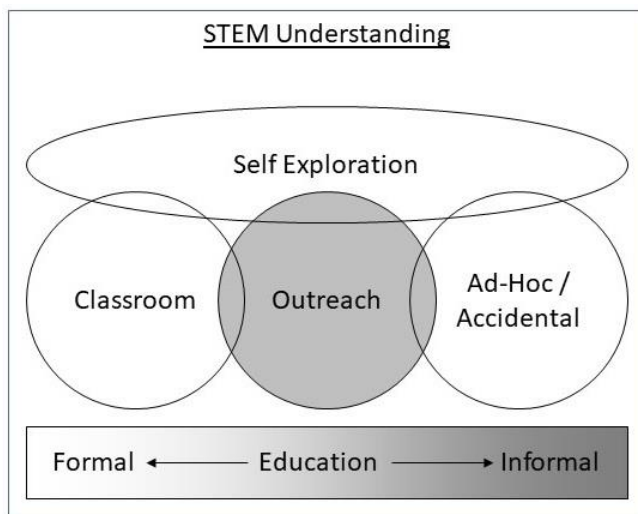 STEM Understanding
Self Exploration
Classroom
Outreach
Ad-Hoc /
Accidental
Formal Education Informal